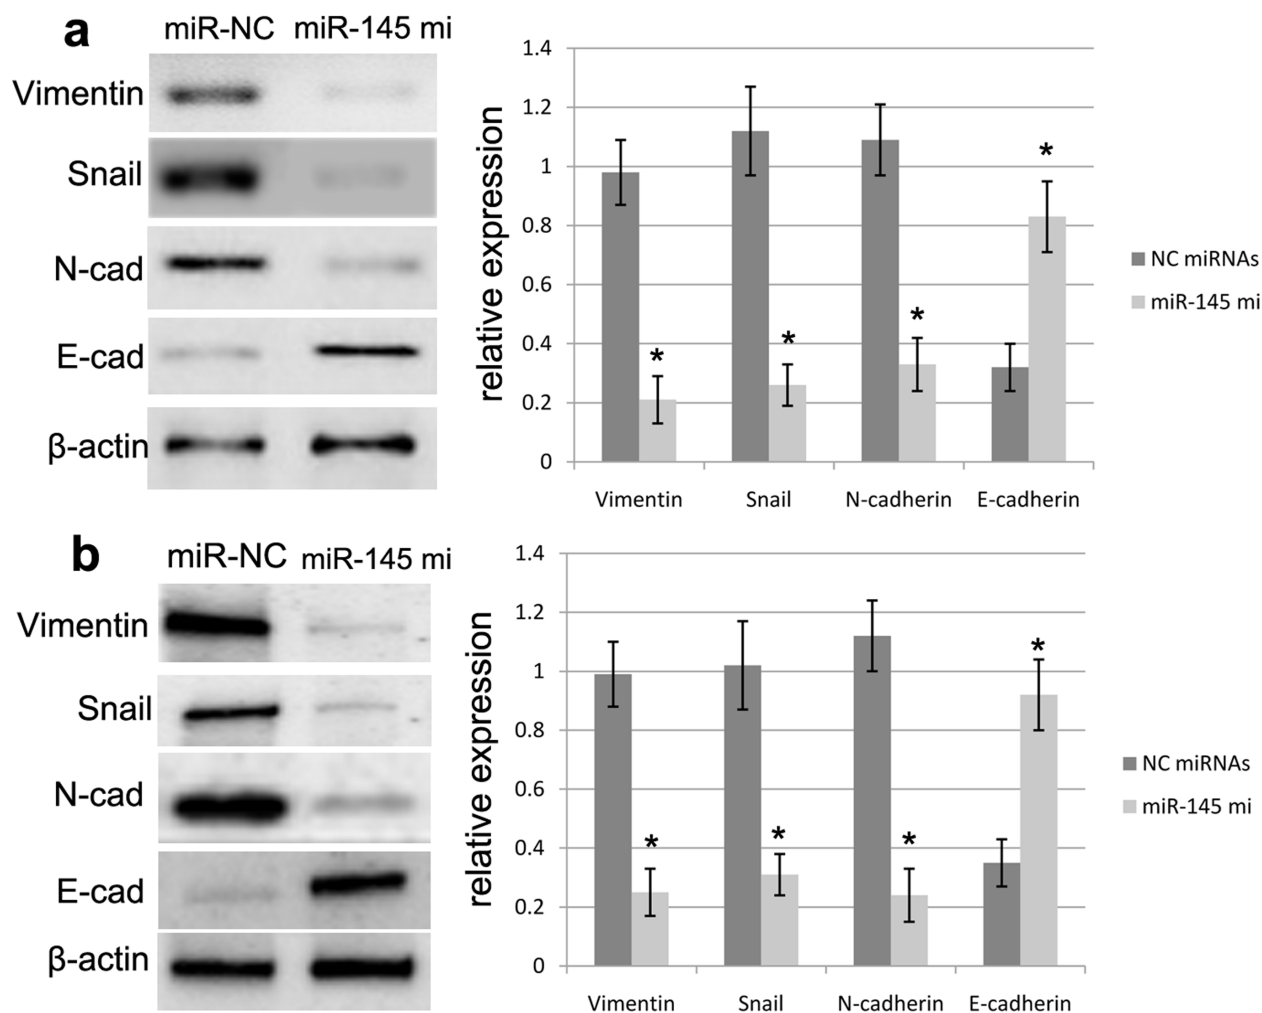 a
miR-NC miR-145 mi
Vimentin
Snail
N-cad
E-cad
β-actin
relative expression
1.4
1.2
1
0.8
0.6
0.4
0.2
0
*
*
*
*
Vimentin Snail N-cadherin E-cadherin
NC miRNAs
miR-145 mi
b
miR-NC miR-145 mi
Vimentin
Snail
N-cad
E-cad
β-actin
relative expression
1.4
1.2
1
0.8
0.6
0.4
0.2
0
*
*
*
*
Vimentin Snail N-cadherin E-cadherin
NC miRNAs
miR-145 mi